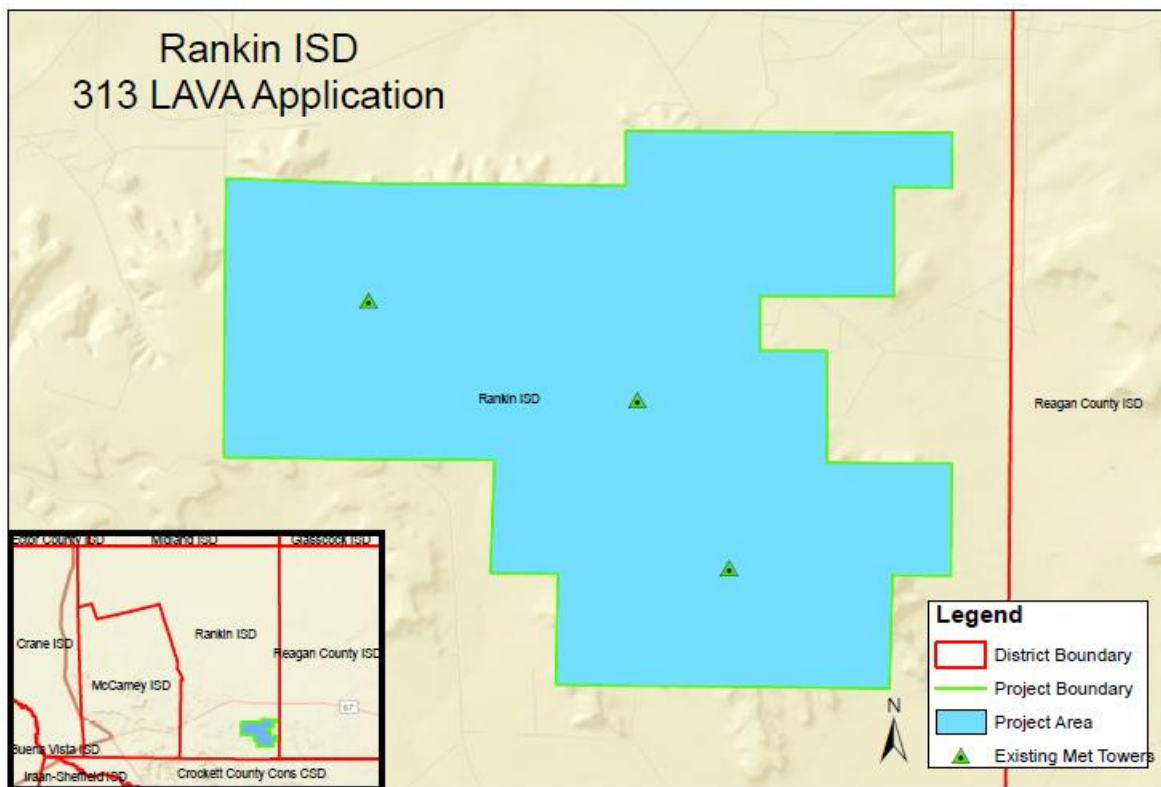 Rankin ISD
313 LAVA Application
Rankin ISD
Reagan County ISD
Ector County ISD
Midland ISD
Glasscock ISD
Crane ISD
Rankin ISD
Reagan County ISD
McCamey ISD
67
Buena Vista ISD
Iraan-Sheffield ISD
Crockett County Cons CSD
N
Legend
District Boundary
Project Boundary
Project Area
Existing Met Towers